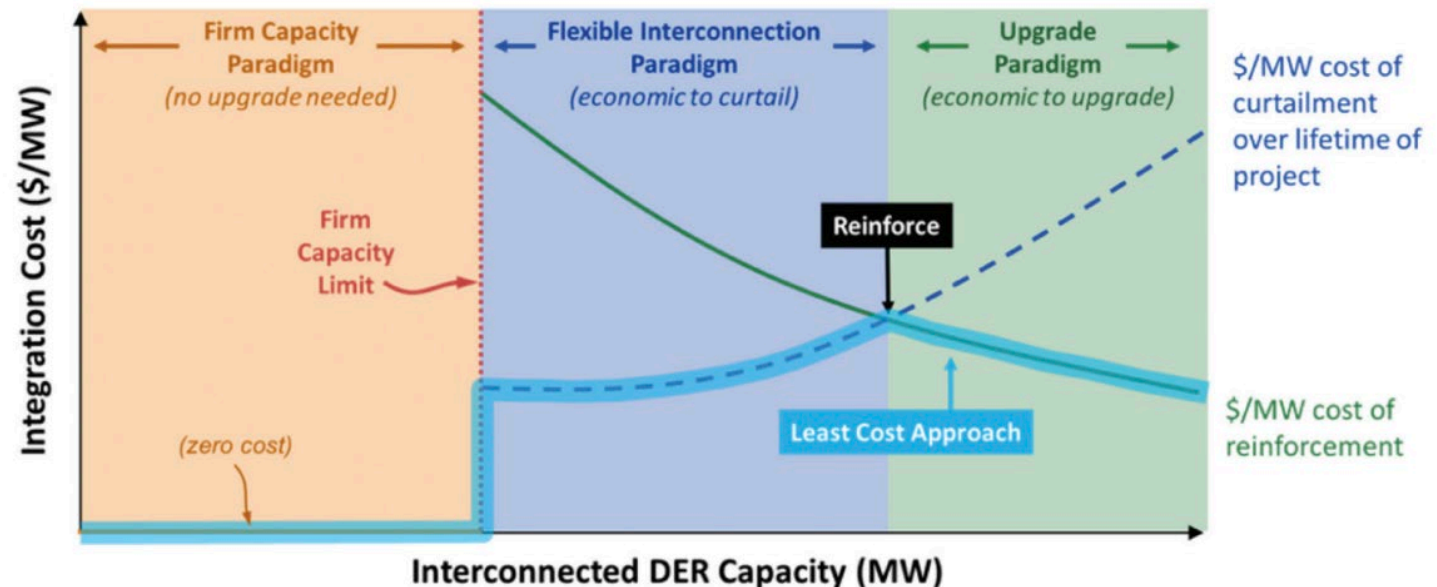 Firm Capacity
Paradigm
(no upgrade needed)
Flexible Interconnection
Paradigm
(economic to curtail)
Upgrade
Paradigm
(economic to upgrade)
$/MW cost of
curtailment
over lifetime of
project
Firm
Capacity
Limit
Reinforce
Integration Cost ($/MW)
(zero cost)
Least Cost Approach
$/MW cost of
reinforcement
Interconnected DER Capacity (MW)